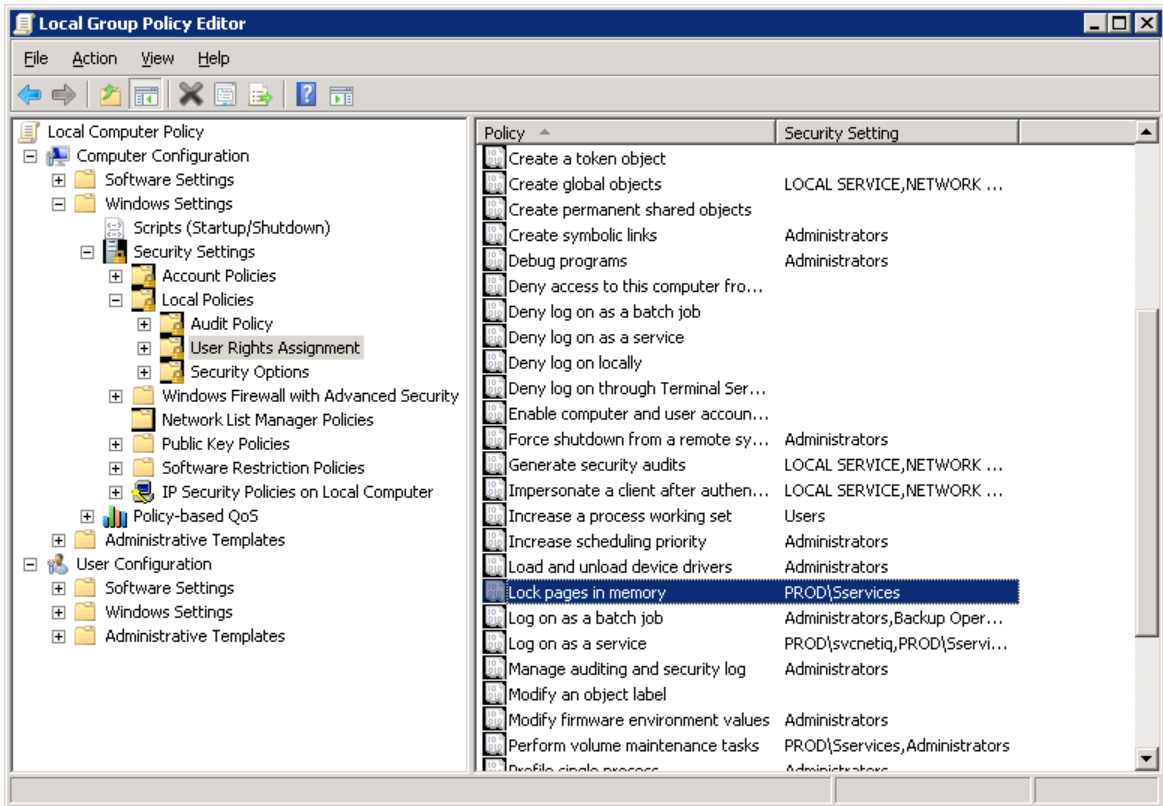 Local Group Policy Editor
File Action View Help
Local Computer Policy
Computer Configuration
Software Settings
Windows Settings
Scripts (Startup/Shutdown)
Security Settings
Account Policies
Local Policies
Audit Policy
User Rights Assignment
Security Options
Windows Firewall with Advanced Security
Network List Manager Policies
Public Key Policies
Software Restriction Policies
IP Security Policies on Local Computer
Policy-based QoS
Administrative Templates
User Configuration
Software Settings
Windows Settings
Administrative Templates
Policy Security Setting
Create a token object
Create global objects LOCAL SERVICE,NETWORK ...
Create permanent shared objects
Create symbolic links Administrators
Debug programs Administrators
Deny access to this computer fro...
Deny log on as a batch job
Deny log on as a service
Deny log on locally
Deny log on through Terminal Ser...
Enable computer and user accoun...
Force shutdown from a remote sy... Administrators
Generate security audits LOCAL SERVICE,NETWORK ...
Impersonate a client after authen... LOCAL SERVICE,NETWORK ...
Increase a process working set Users
Increase scheduling priority Administrators
Load and unload device drivers Administrators
Lock pages in memory PROD\Sservices
Log on as a batch job Administrators,Backup Oper...
Log on as a service PROD\svcnetiq,PROD\Sservi...
Manage auditing and security log Administrators
Modify an object label
Modify firmware environment values Administrators
Perform volume maintenance tasks PROD\Sservices,Administrators
Profile single process Administrators